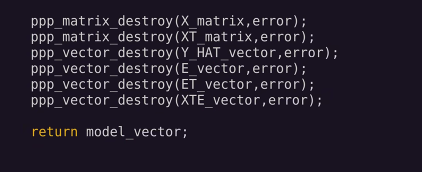 ppp_matrix_destroy(X_matrix,error);
ppp_matrix_destroy(XT_matrix,error);
ppp_vector_destroy(Y_HAT_vector,error);
ppp_vector_destroy(E_vector,error);
ppp_vector_destroy(ET_vector,error);
ppp_vector_destroy(XTE_vector,error);
return model_vector;